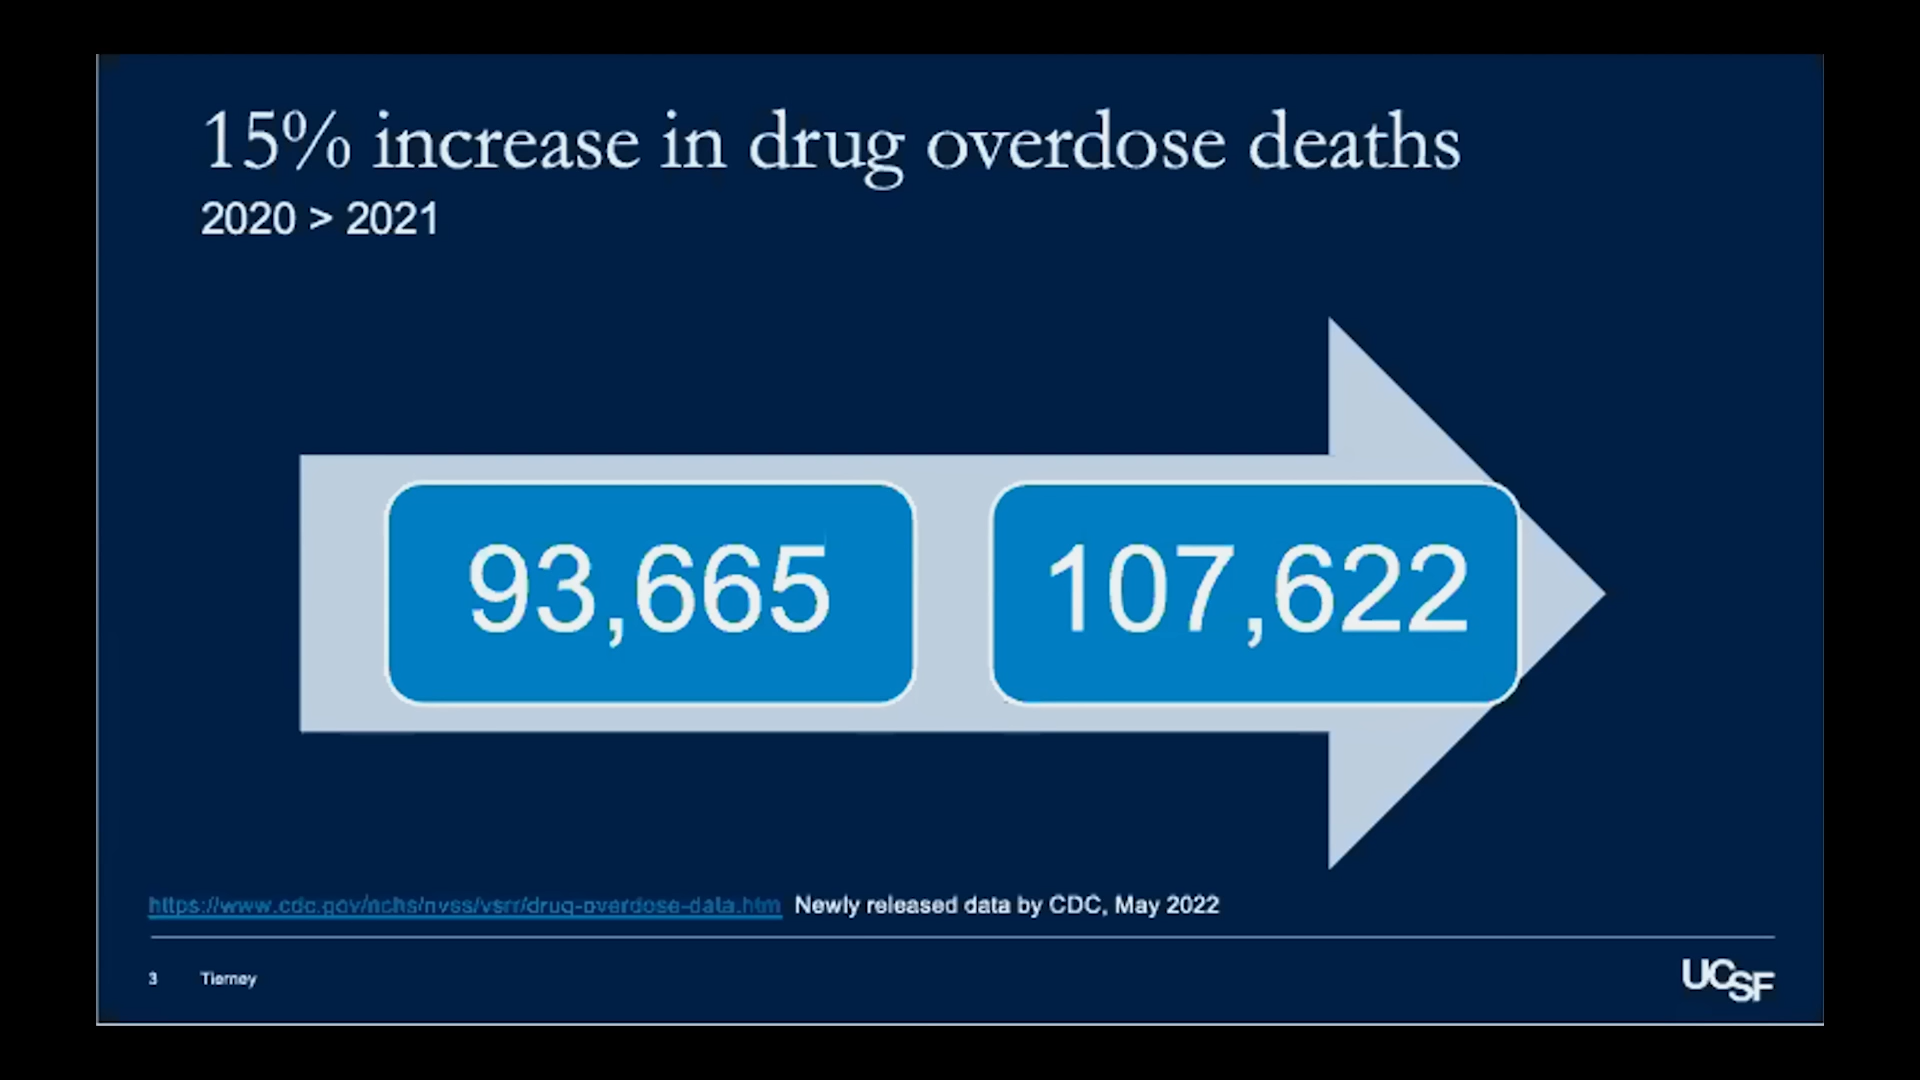 15% increase in drug overdose deaths
2020 > 2021
93,665
107,622
https://www.cdc.gov/nchs/nvss/vsrr/drug-overdose-data.htm Newly released data by CDC, May 2022
3 Tierney
UCSF